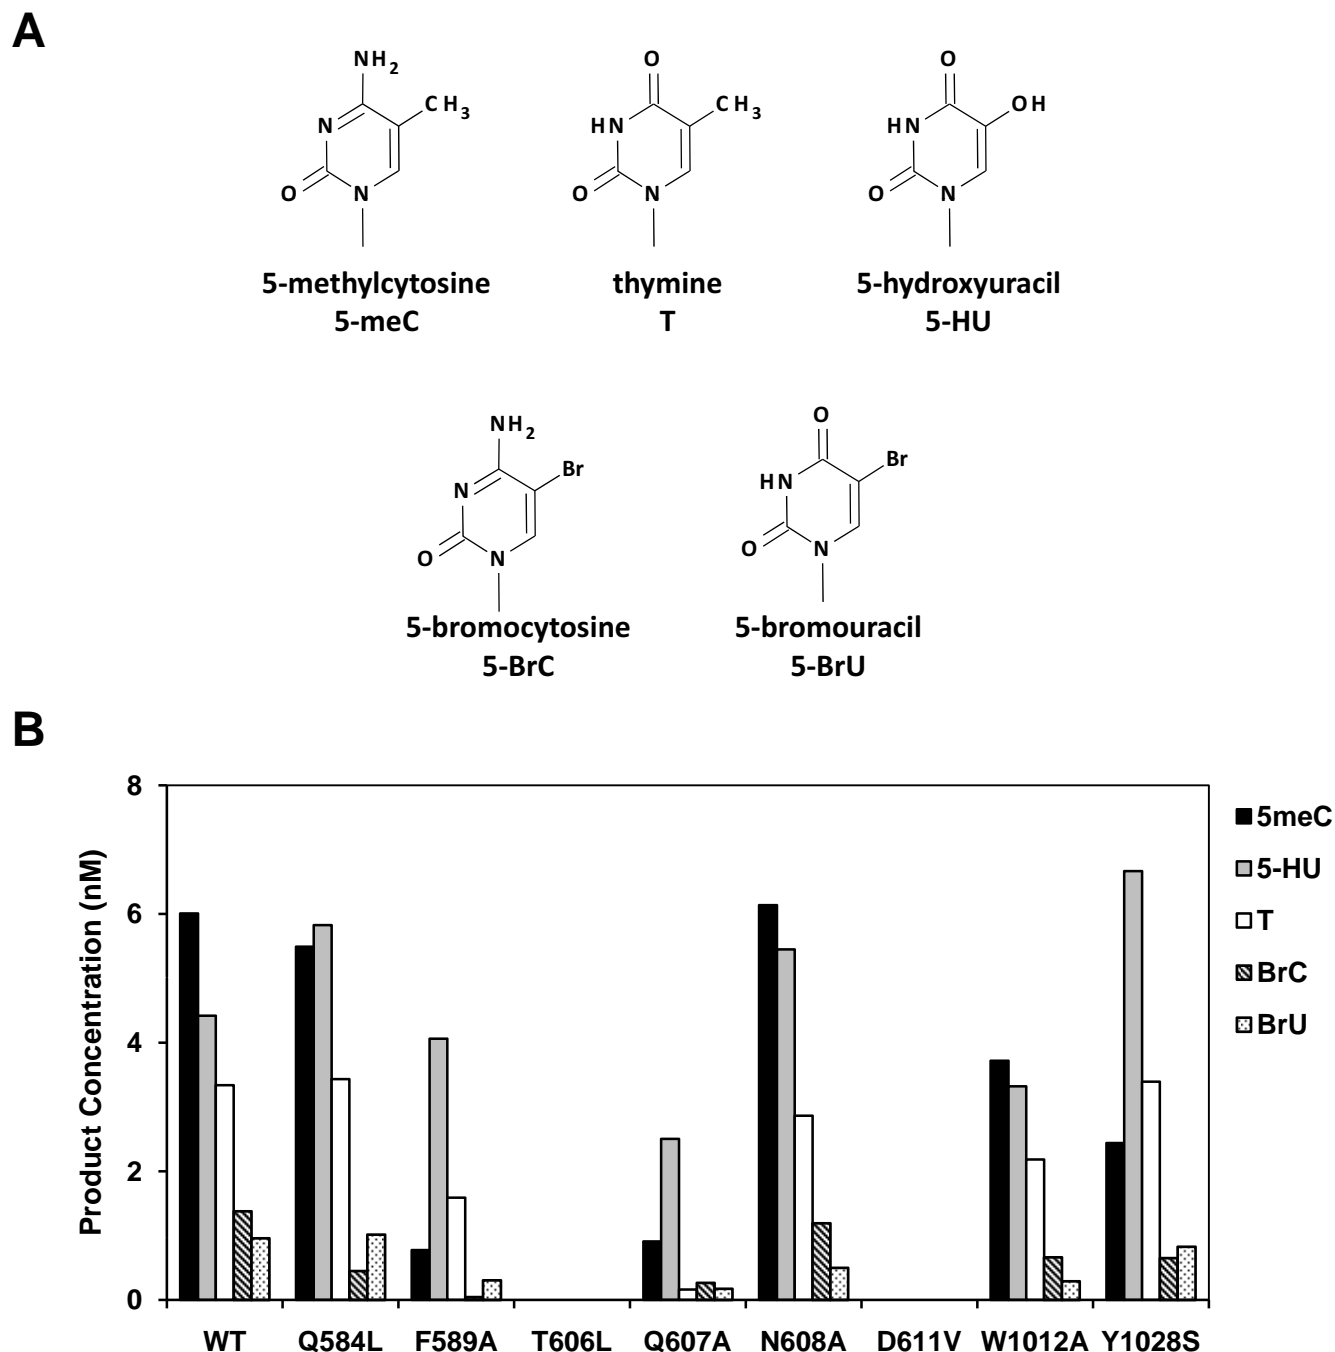 A
NH2
CH3
N
O
N
5-methylcytosine
5-meC
O
CH3
HN
O
N
thymine
T
O
OH
HN
O
N
5-hydroxyuracil
5-HU
NH2
Br
N
O
N
5-bromocytosine
5-BrC
O
Br
HN
O
N
5-bromouracil
5-BrU
B
Product Concentration (nM)
8
6
4
2
0
WT Q584L F589A T606L Q607A N608A D611V W1012A Y1028S
5meC
5-HU
T
BrC
BrU